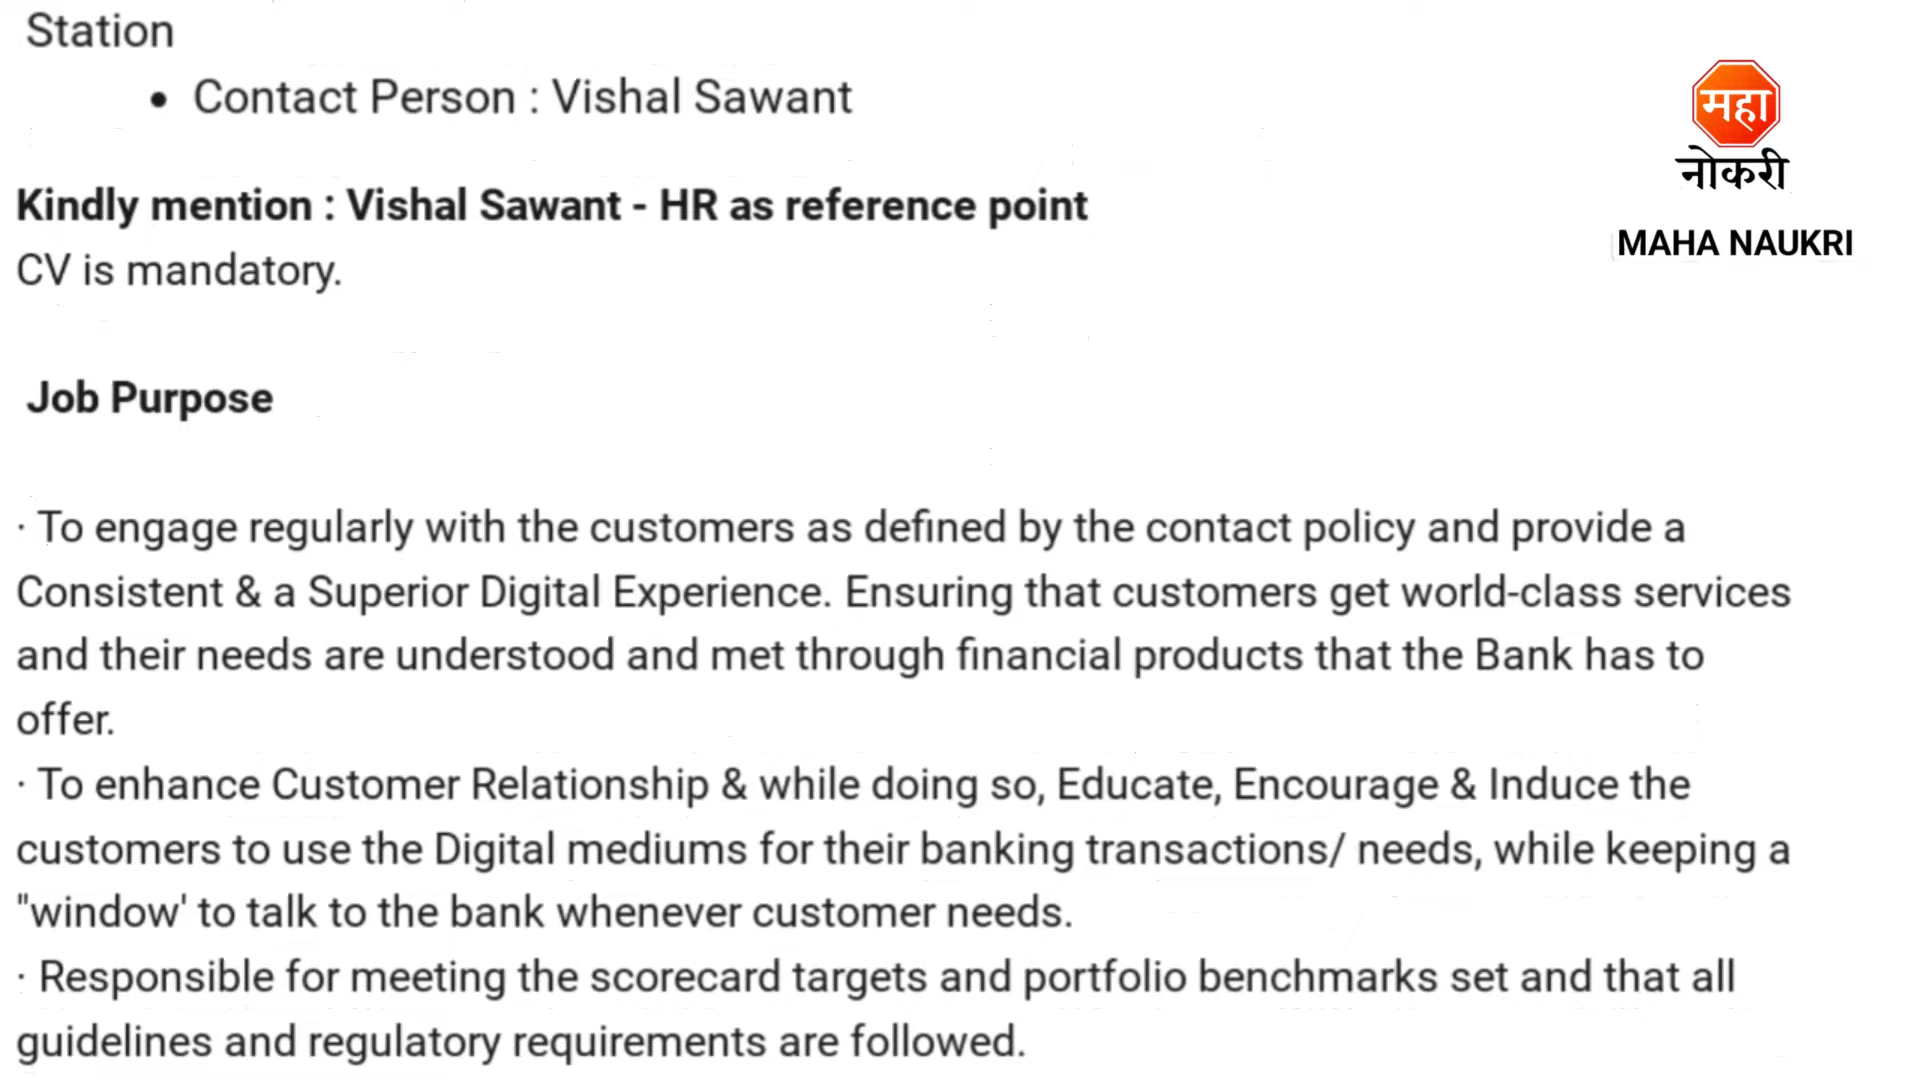 Station
• Contact Person : Vishal Sawant
महा
नोकरी
MAHA NAUKRI
Kindly mention : Vishal Sawant - HR as reference point
CV is mandatory.
Job Purpose
· To engage regularly with the customers as defined by the contact policy and provide a
Consistent & a Superior Digital Experience. Ensuring that customers get world-class services
and their needs are understood and met through financial products that the Bank has to
offer.
· To enhance Customer Relationship & while doing so, Educate, Encourage & Induce the
customers to use the Digital mediums for their banking transactions/ needs, while keeping a
"window' to talk to the bank whenever customer needs.
· Responsible for meeting the scorecard targets and portfolio benchmarks set and that all
guidelines and regulatory requirements are followed.